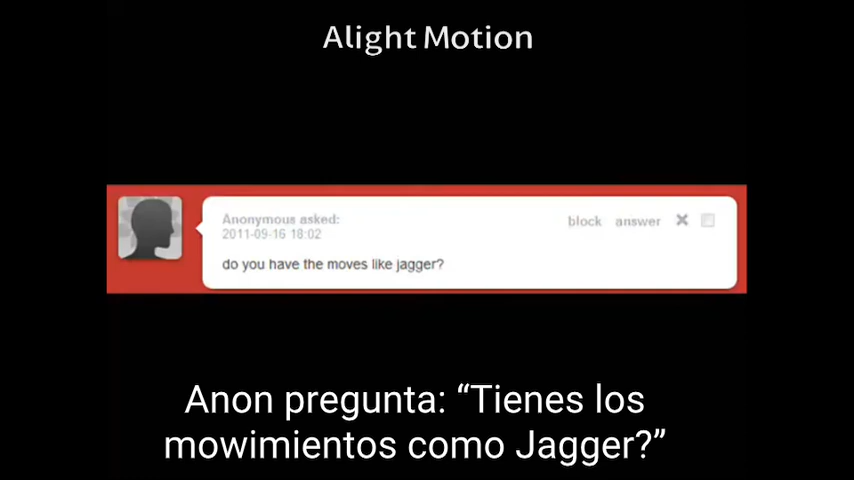 Alight Motion
Anonymous asked:
block answer
2011-09-16 18:02
do you have the moves like jagger?
Anon pregunta: “Tienes los
mowimientos como Jagger?”